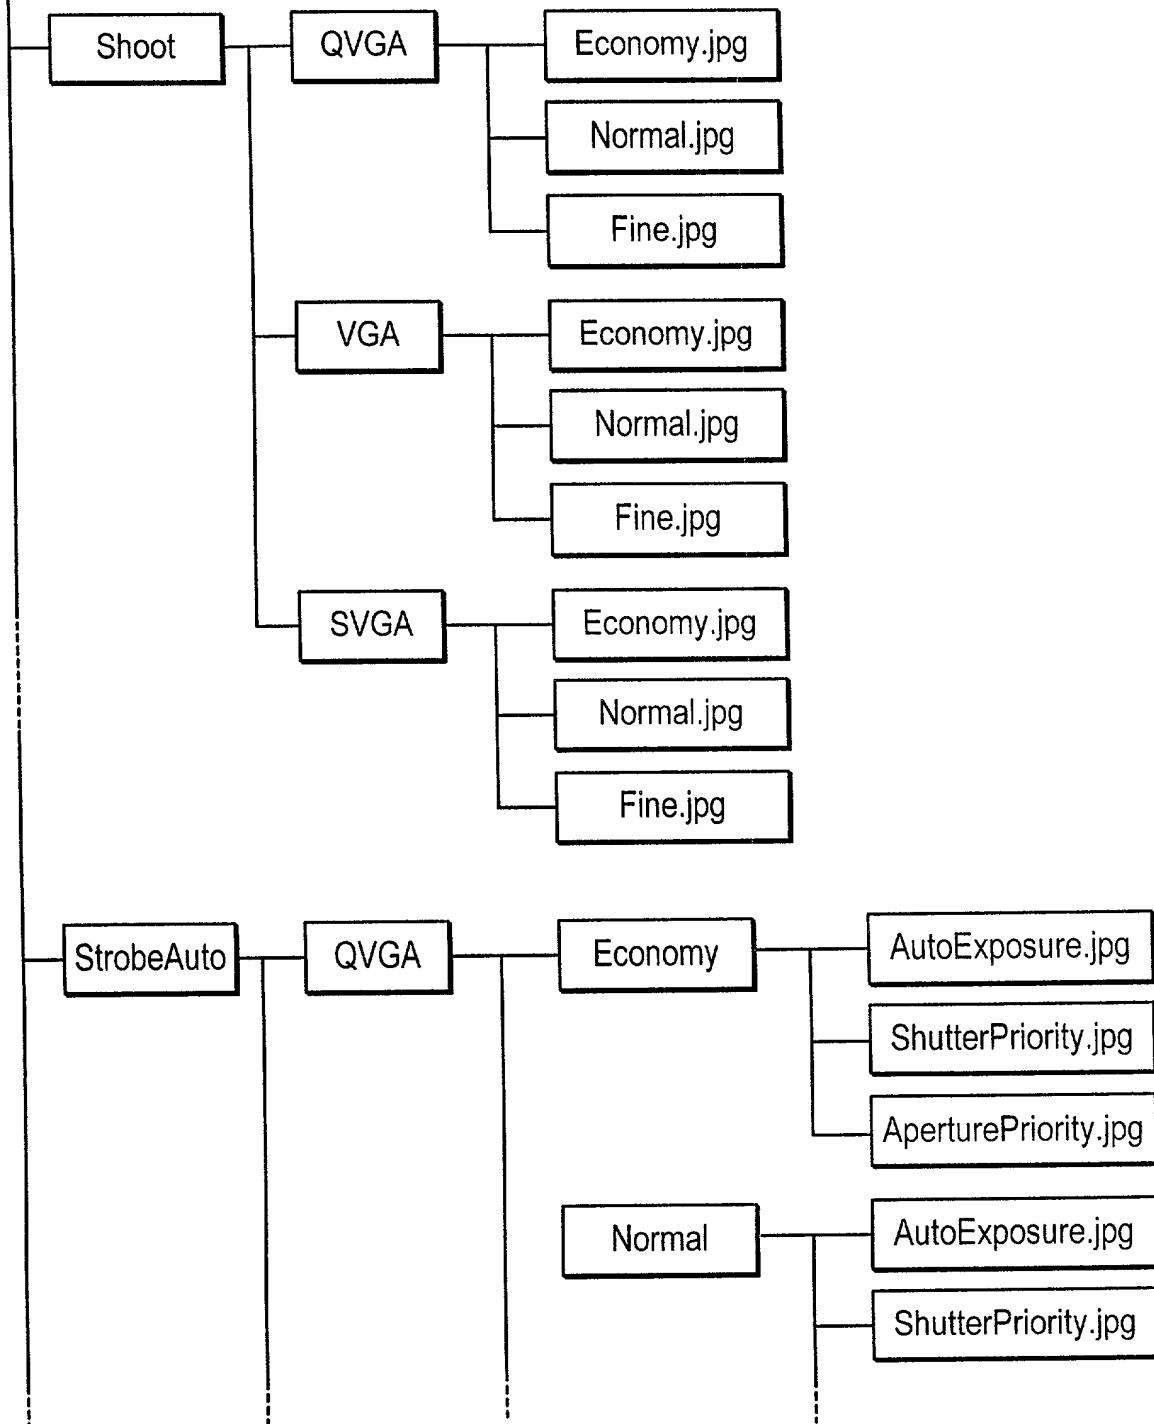 Shoot
QVGA
Economy.jpg
Normal.jpg
Fine.jpg
VGA
Economy.jpg
Normal.jpg
Fine.jpg
SVGA
Economy.jpg
Normal.jpg
Fine.jpg
StrobeAuto
QVGA
Economy
AutoExposure.jpg
ShutterPriority.jpg
AperturePriority.jpg
Normal
AutoExposure.jpg
ShutterPriority.jpg